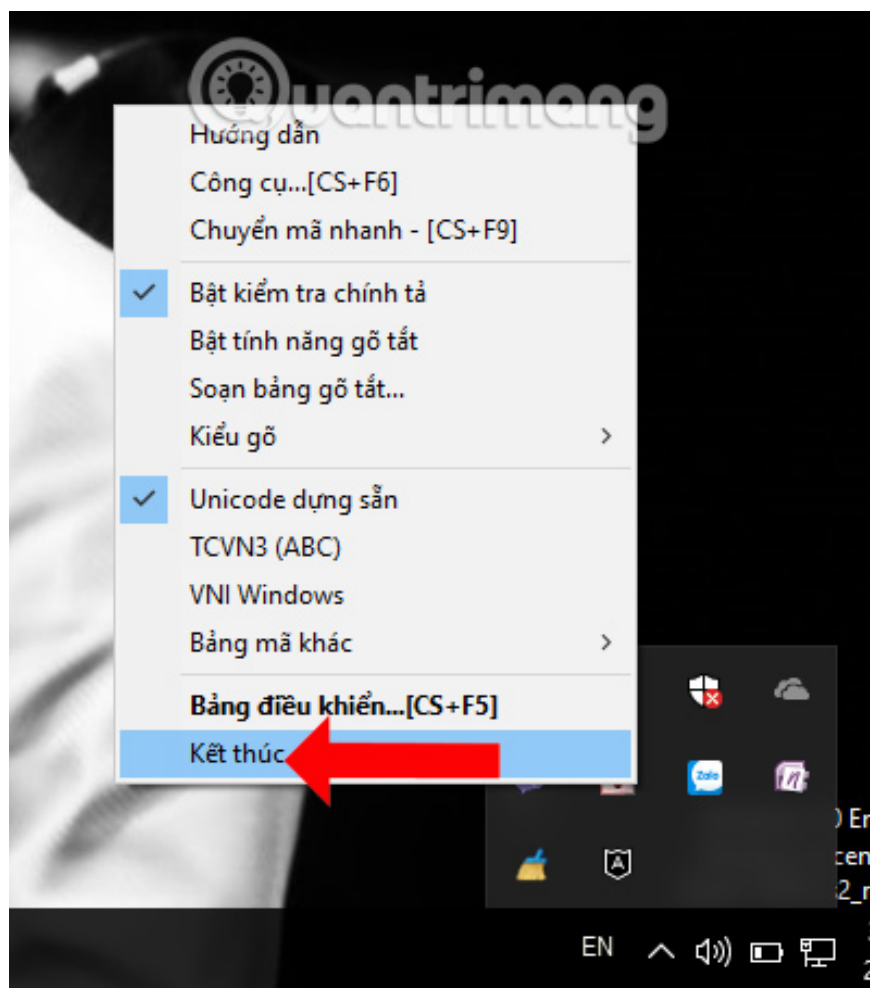 Quantrimang
Hướng dẫn
Công cụ...[CS+F6]
Chuyển mã nhanh - [CS+F9]
Bật kiểm tra chính tả
Bật tính năng gõ tắt
Soạn bảng gõ tắt...
Kiểu gõ
Unicode dựng sẵn
TCVN3 (ABC)
VNI Windows
Bảng mã khác
Bảng điều khiển...[CS+F5]
Kết thúc
Zalo
EN